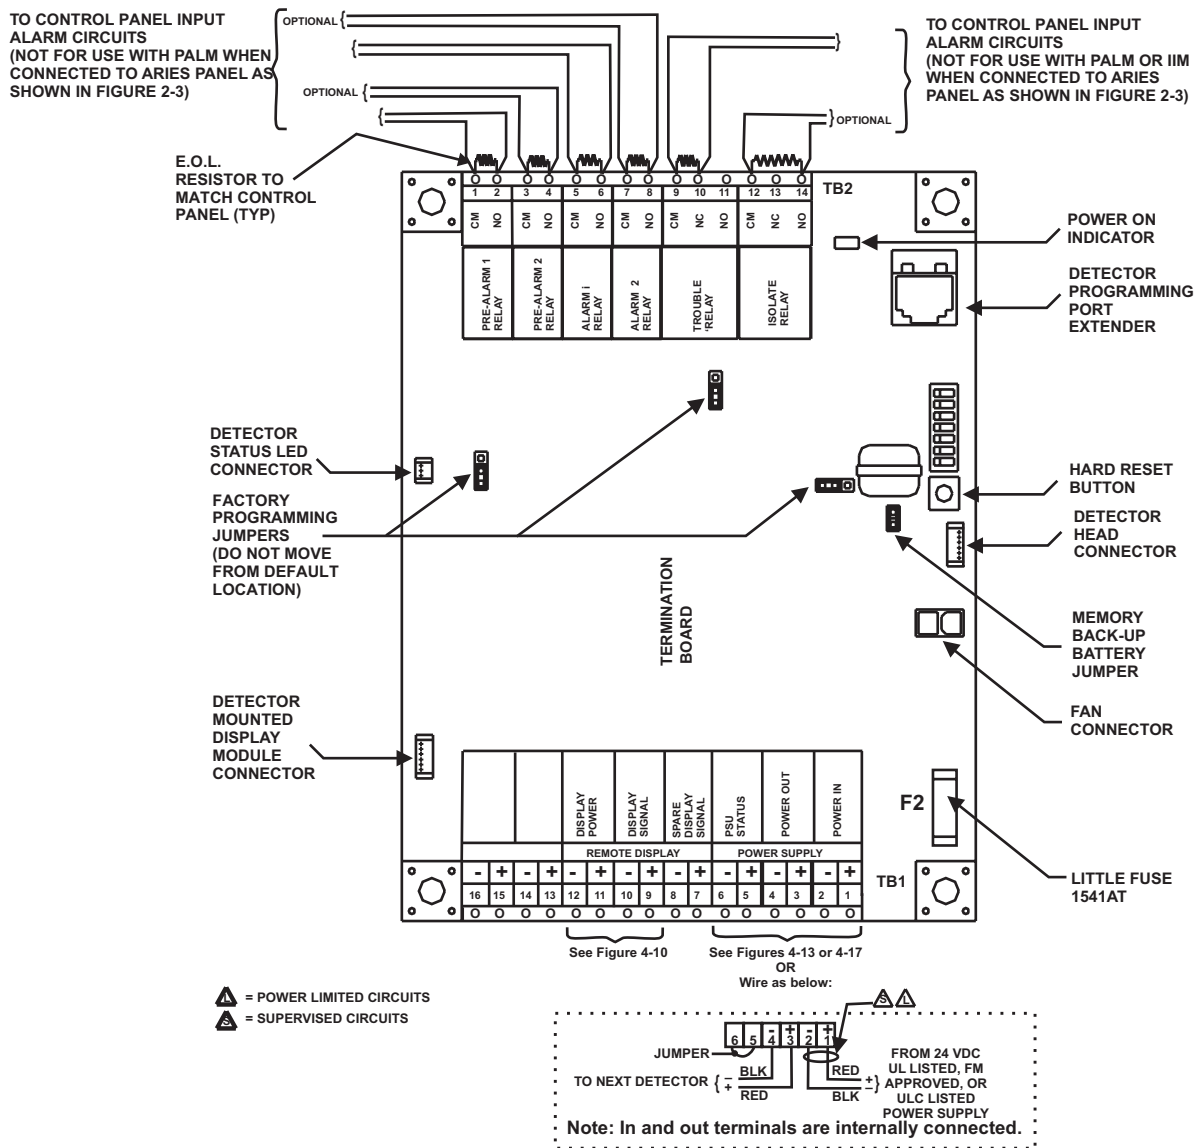 TO CONTROL PANEL INPUT
ALARM CIRCUITS
(NOT FOR USE WITH PALM WHEN
CONNECTED TO ARIES PANEL AS
SHOWN IN FIGURE 2-3)
OPTIONAL
OPTIONAL
TO CONTROL PANEL INPUT
ALARM CIRCUITS
(NOT FOR USE WITH PALM OR IIM
WHEN CONNECTED TO ARIES
PANEL AS SHOWN IN FIGURE 2-3)
OPTIONAL
E.O.L.
RESISTOR TO
MATCH CONTROL
PANEL (TYP)
1 2 3 4 5 6 7 8 9 10 11 12 13 14
TB2
CM NO CM NO CM NO CM NO CM NC NO CM NC NO
PRE-ALARM 1
RELAY
PRE-ALARM 2
RELAY
ALARM i
RELAY
ALARM 2
RELAY
TROUBLE
'RELAY
ISOLATE
RELAY
POWER ON
INDICATOR
DETECTOR
PROGRAMMING
PORT
EXTENDER
DETECTOR
STATUS LED
CONNECTOR
FACTORY
PROGRAMMING
JUMPERS
(DO NOT MOVE
FROM DEFAULT
LOCATION)
HARD RESET
BUTTON
DETECTOR
HEAD
CONNECTOR
TERMINATION
BOARD
MEMORY
BACK-UP
BATTERY
JUMPER
FAN
CONNECTOR
DETECTOR
MOUNTED
DISPLAY
MODULE
CONNECTOR
DISPLAY
POWER
DISPLAY
SIGNAL
SPARE
DISPLAY
SIGNAL
PSU
STATUS
POWER OUT
POWER IN
F2
REMOTE DISPLAY
POWER SUPPLY
- + - + - + - + - + - + - + - +
16 15 14 13 12 11 10 9 8 7 6 5 4 3 2 1
TB1
LITTLE FUSE
1541AT
See Figure 4-10
See Figures 4-13 or 4-17
OR
Wire as below:
L = POWER LIMITED CIRCUITS
S = SUPERVISED CIRCUITS
S L
- + - +
6 5 4 3 2 1
JUMPER
TO NEXT DETECTOR { - +
BLK
RED
RED
BLK
+ - }
FROM 24 VDC
UL LISTED, FM
APPROVED, OR
ULC LISTED
POWER SUPPLY
Note: In and out terminals are internally connected.